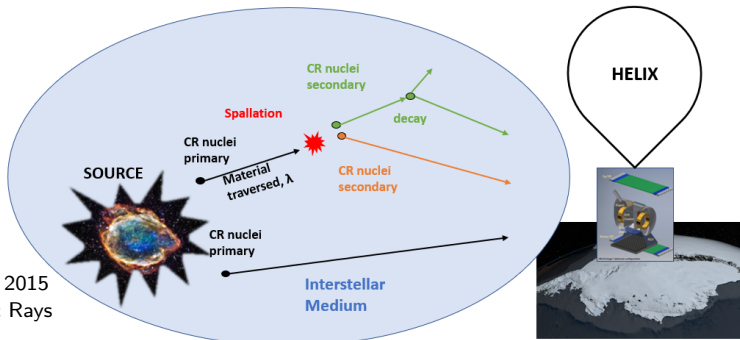 CR nuclei
secondary
HELIX
Spallation
decay
CR nuclei
primary
SOURCE
Material
traversed, λ
CR nuclei
secondary
CR nuclei
primary
2015
Rays
Interstellar
Medium